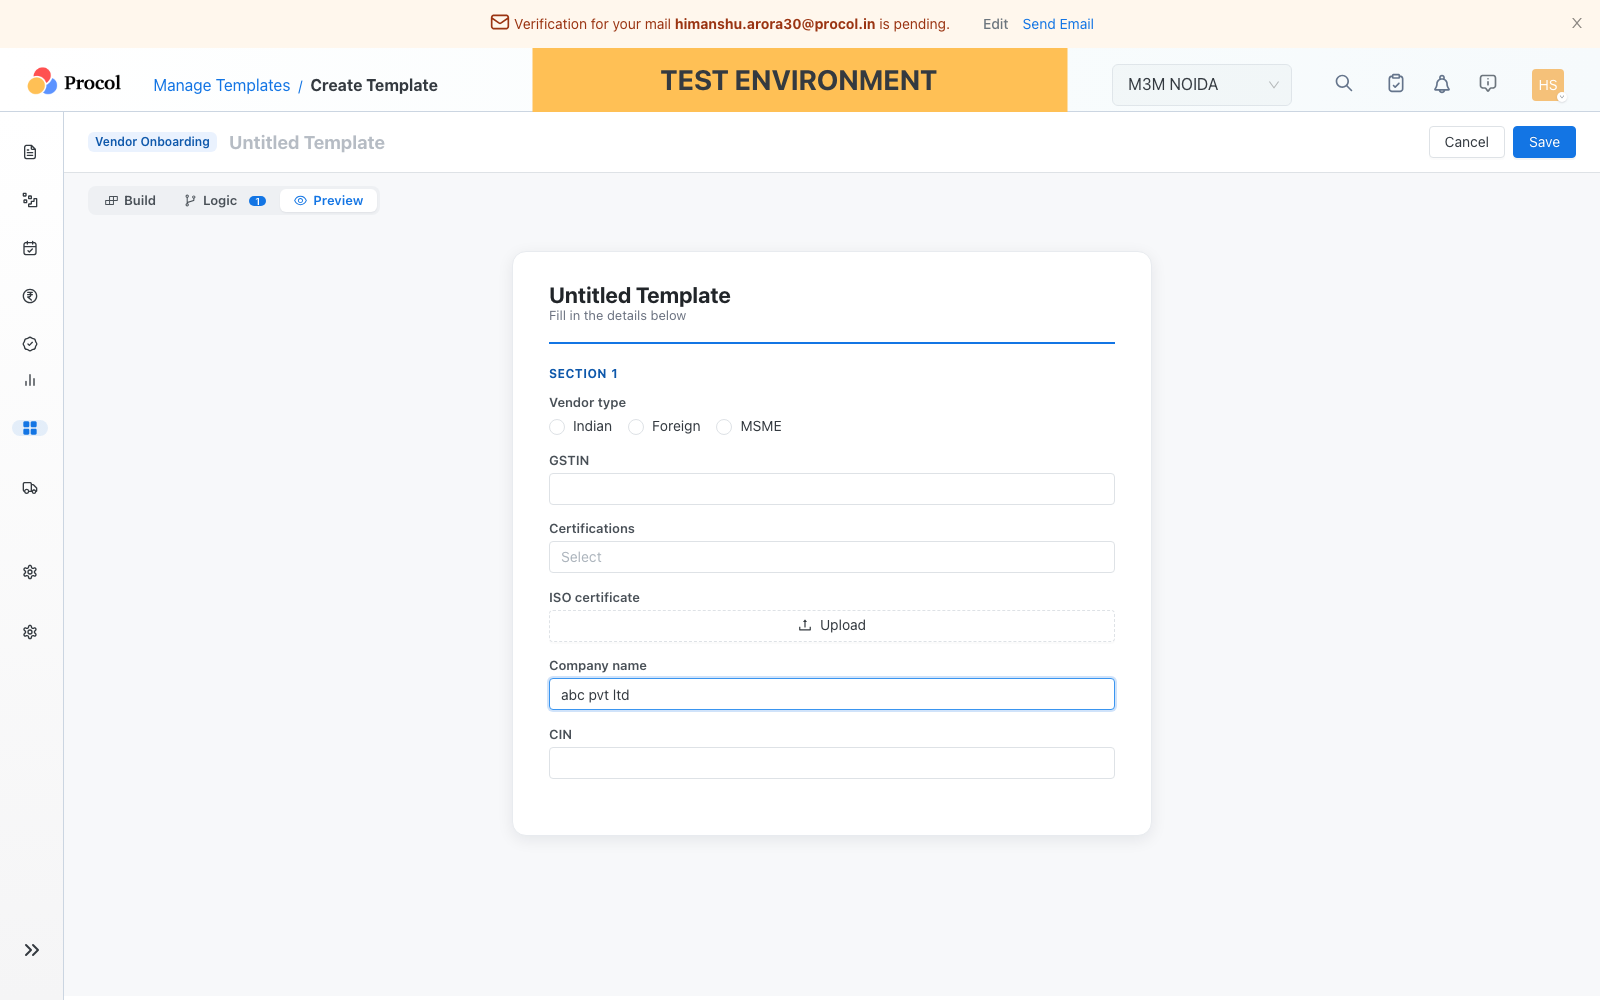 Verification for your mail himanshu.arora30@procol.in is pending. Edit Send Email
Procol
Manage Templates / Create Template
TEST ENVIRONMENT
M3M NOIDA
HS
Vendor Onboarding
Untitled Template
Cancel
Save
Build
Logic 1
Preview
Untitled Template
Fill in the details below
SECTION 1
Vendor type
Indian Foreign MSME
GSTIN
Certifications
Select
ISO certificate
Upload
Company name
abc pvt ltd
CIN